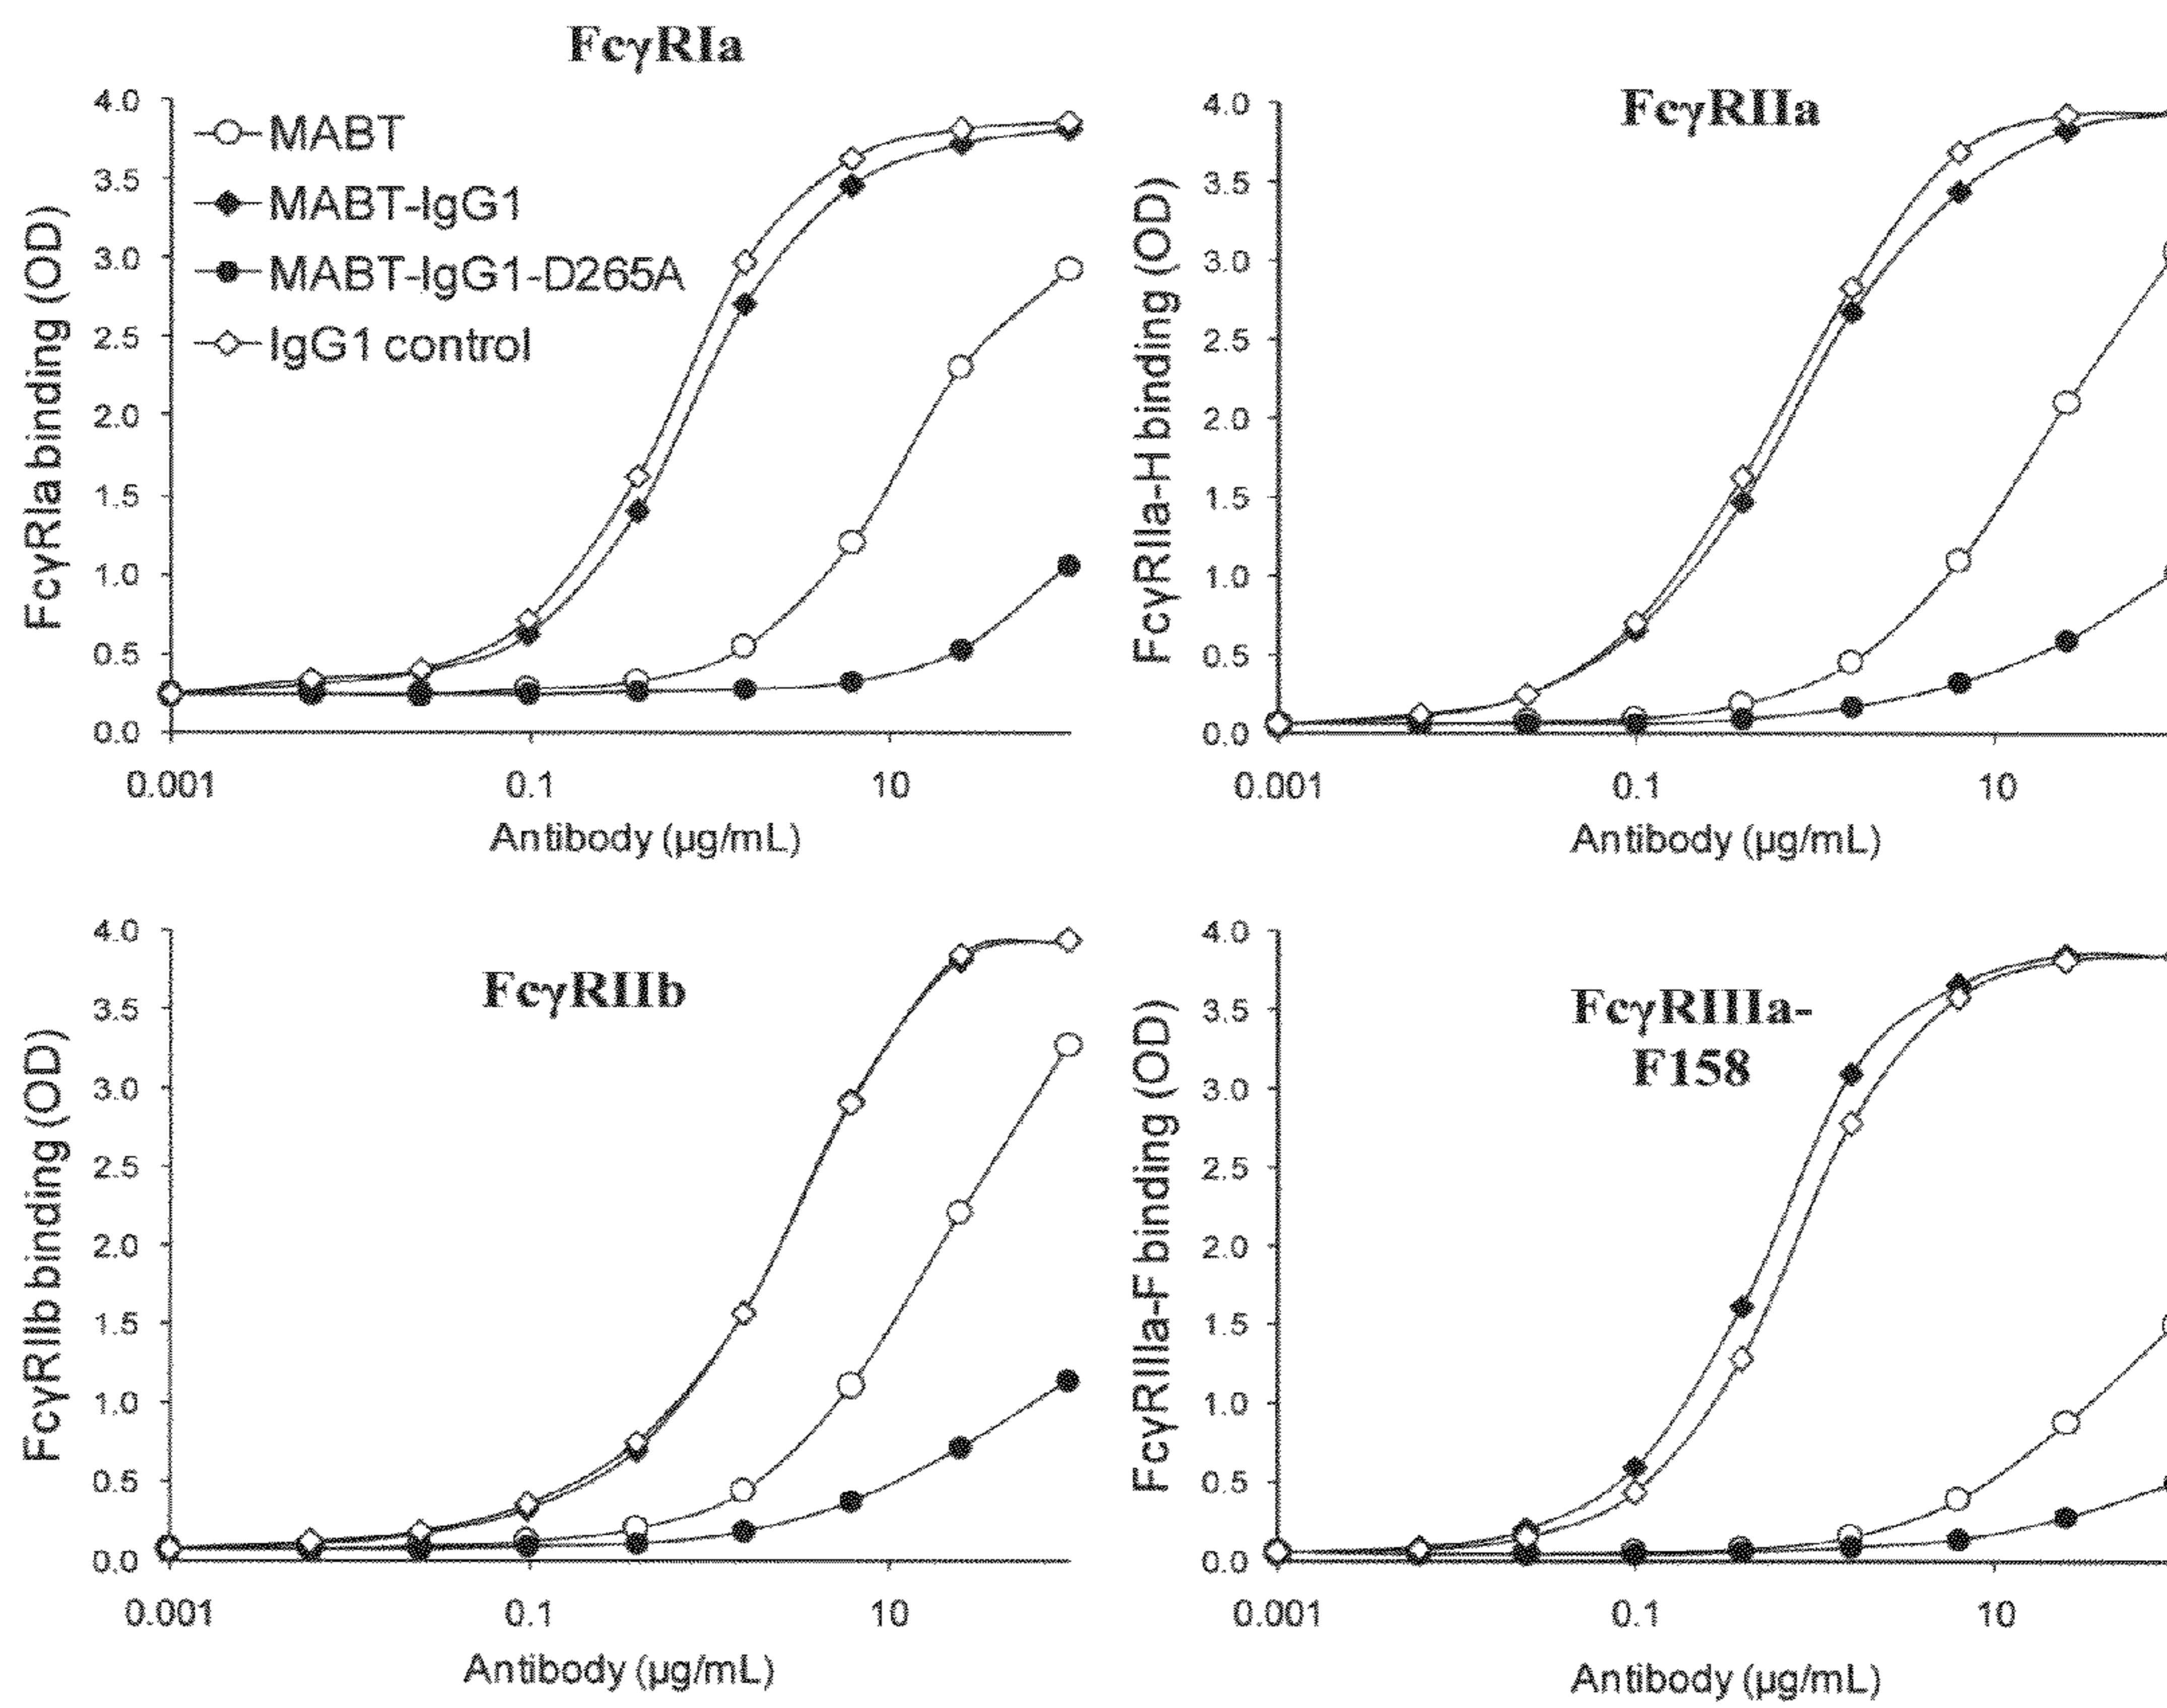 FcγRIa
FcγRIa binding (OD)
4.0
3.5
3.0
2.5
2.0
1.5
1.0
0.5
0.0
MABT
MABT-IgG1
MABT-IgG1-D265A
IgG1 control
0.001
0.1
10
Antibody (µg/mL)
FcγRIIa
FcγRIIa-H binding (OD)
4.0
3.5
3.0
2.5
2.0
1.5
1.0
0.5
0.0
0.001
0.1
10
Antibody (µg/mL)
FcγRIIb
FcγRIIb binding (OD)
4.0
3.5
3.0
2.5
2.0
1.5
1.0
0.5
0.0
0.001
0.1
10
Antibody (µg/mL)
FcγRIIIa-
F158
FcγRIIIa-F binding (OD)
4.0
3.5
3.0
2.5
2.0
1.5
1.0
0.5
0.0
0.001
0.1
10
Antibody (µg/mL)